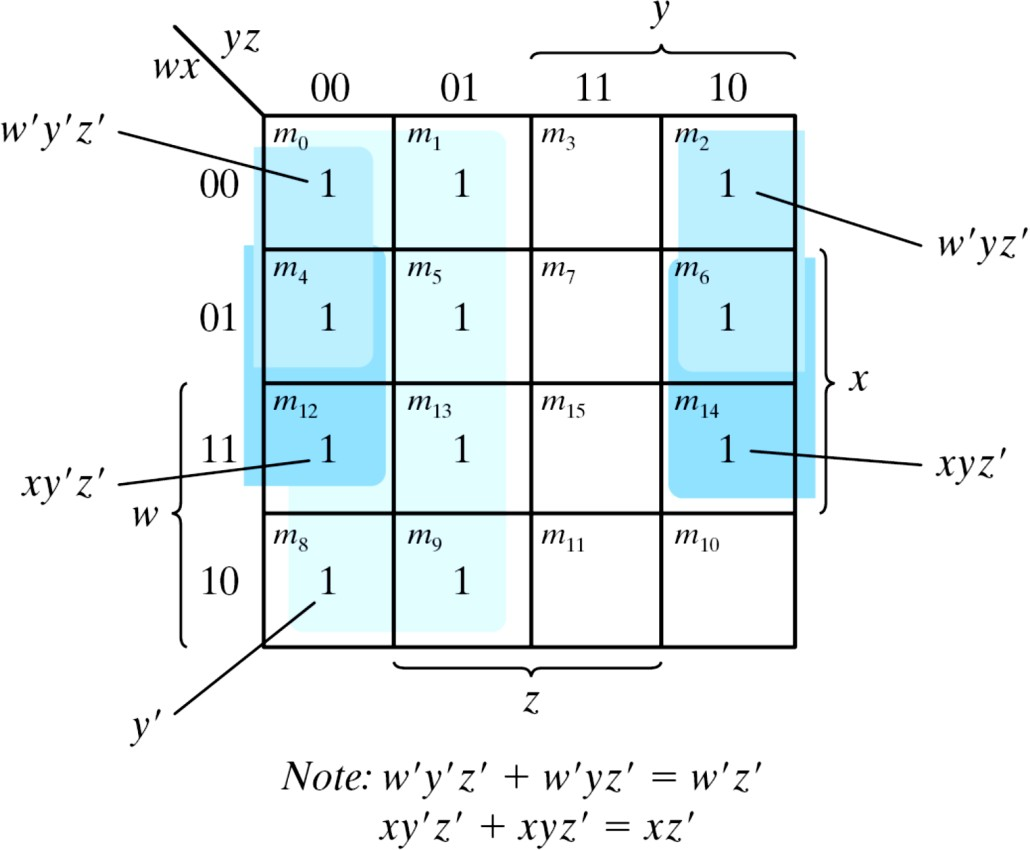 y
yz
wx
00 01 11 10
w'y'z'
m₀ m₁ m₃ m₂
00 1 1 1
w'yz'
m₄ m₅ m₇ m₆
01 1 1 1
x
m₁₂ m₁₃ m₁₅ m₁₄
11 1 1 1
xy'z'
xyz'
w
m₈ m₉ m₁₁ m₁₀
10 1 1
z
y'
Note: w'y'z' + w'yz' = w'z'
xy'z' + xyz' = xz'